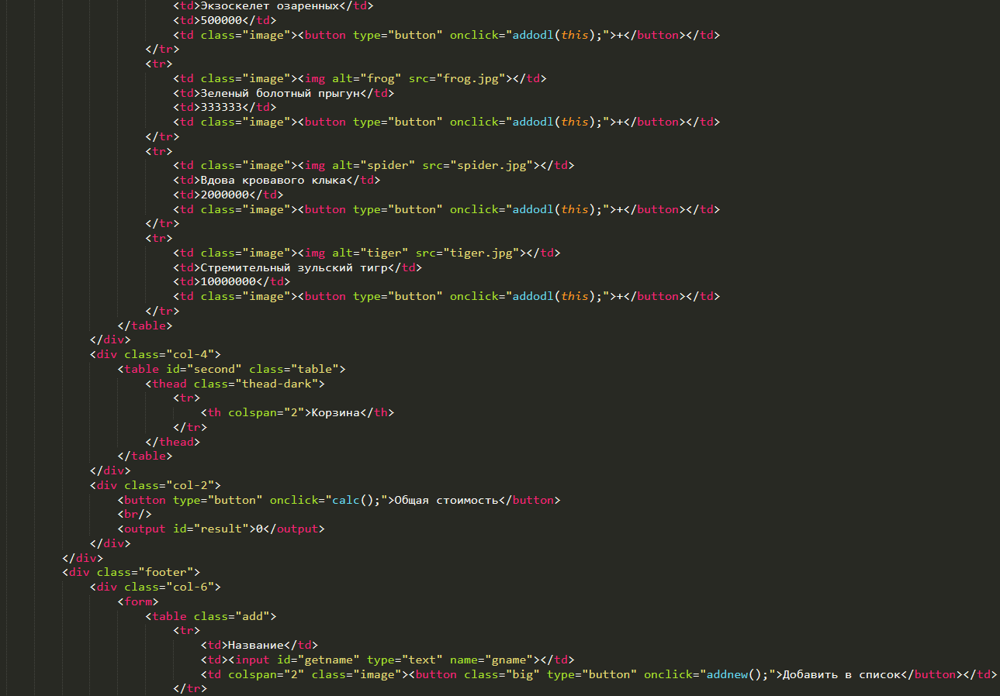 <td>Экзоскелет озаренных</td>
<td>500000</td>
<td class="image"><button type="button" onclick="addodl(this);">+</button></td>
</tr>
<tr>
<td class="image"><img alt="frog" src="frog.jpg"></td>
<td>Зеленый болотный прыгун</td>
<td>333333</td>
<td class="image"><button type="button" onclick="addodl(this);">+</button></td>
</tr>
<tr>
<td class="image"><img alt="spider" src="spider.jpg"></td>
<td>Вдова кровавого клыка</td>
<td>2000000</td>
<td class="image"><button type="button" onclick="addodl(this);">+</button></td>
</tr>
<tr>
<td class="image"><img alt="tiger" src="tiger.jpg"></td>
<td>Стремительный зульский тигр</td>
<td>10000000</td>
<td class="image"><button type="button" onclick="addodl(this);">+</button></td>
</tr>
</table>
</div>
<div class="col-4">
<table id="second" class="table">
<thead class="thead-dark">
<tr>
<th colspan="2">Корзина</th>
</tr>
</thead>
</table>
</div>
<div class="col-2">
<button type="button" onclick="calc();">Общая стоимость</button>
<br/>
<output id="result">0</output>
</div>
</div>
<div class="footer">
<div class="col-6">
<form>
<table class="add">
<tr>
<td>Название</td>
<td><input id="getname" type="text" name="gname"></td>
<td colspan="2" class="image"><button class="big" type="button" onclick="addnew();">Добавить в список</button></td>
</tr>